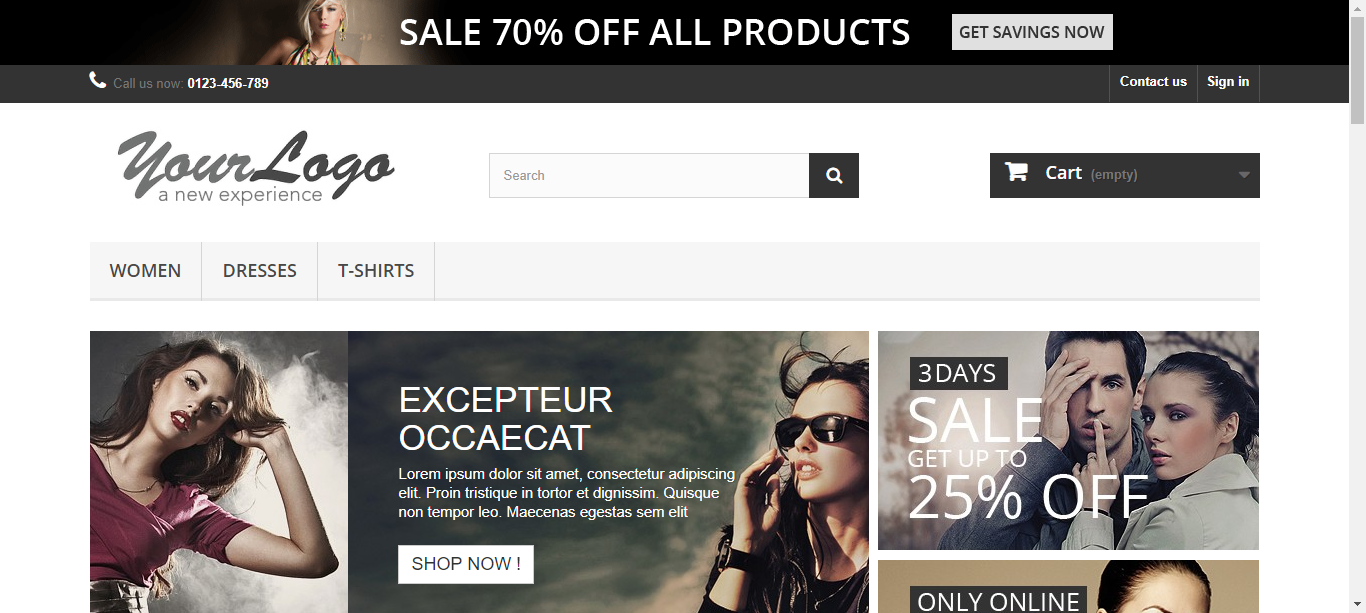 SALE 70% OFF ALL PRODUCTS
GET SAVINGS NOW
Call us now: 0123-456-789
Contact us
Sign in
YourLogo
a new experience
Search
Cart (empty)
WOMEN
DRESSES
T-SHIRTS
EXCEPTEUR
OCCAECAT
Lorem ipsum dolor sit amet, consectetur adipiscing
elit. Proin tristique in tortor et dignissim. Quisque
non tempor leo. Maecenas egestas sem elit
SHOP NOW !
3 DAYS
SALE
GET UP TO
25% OFF
ONLY ONLINE